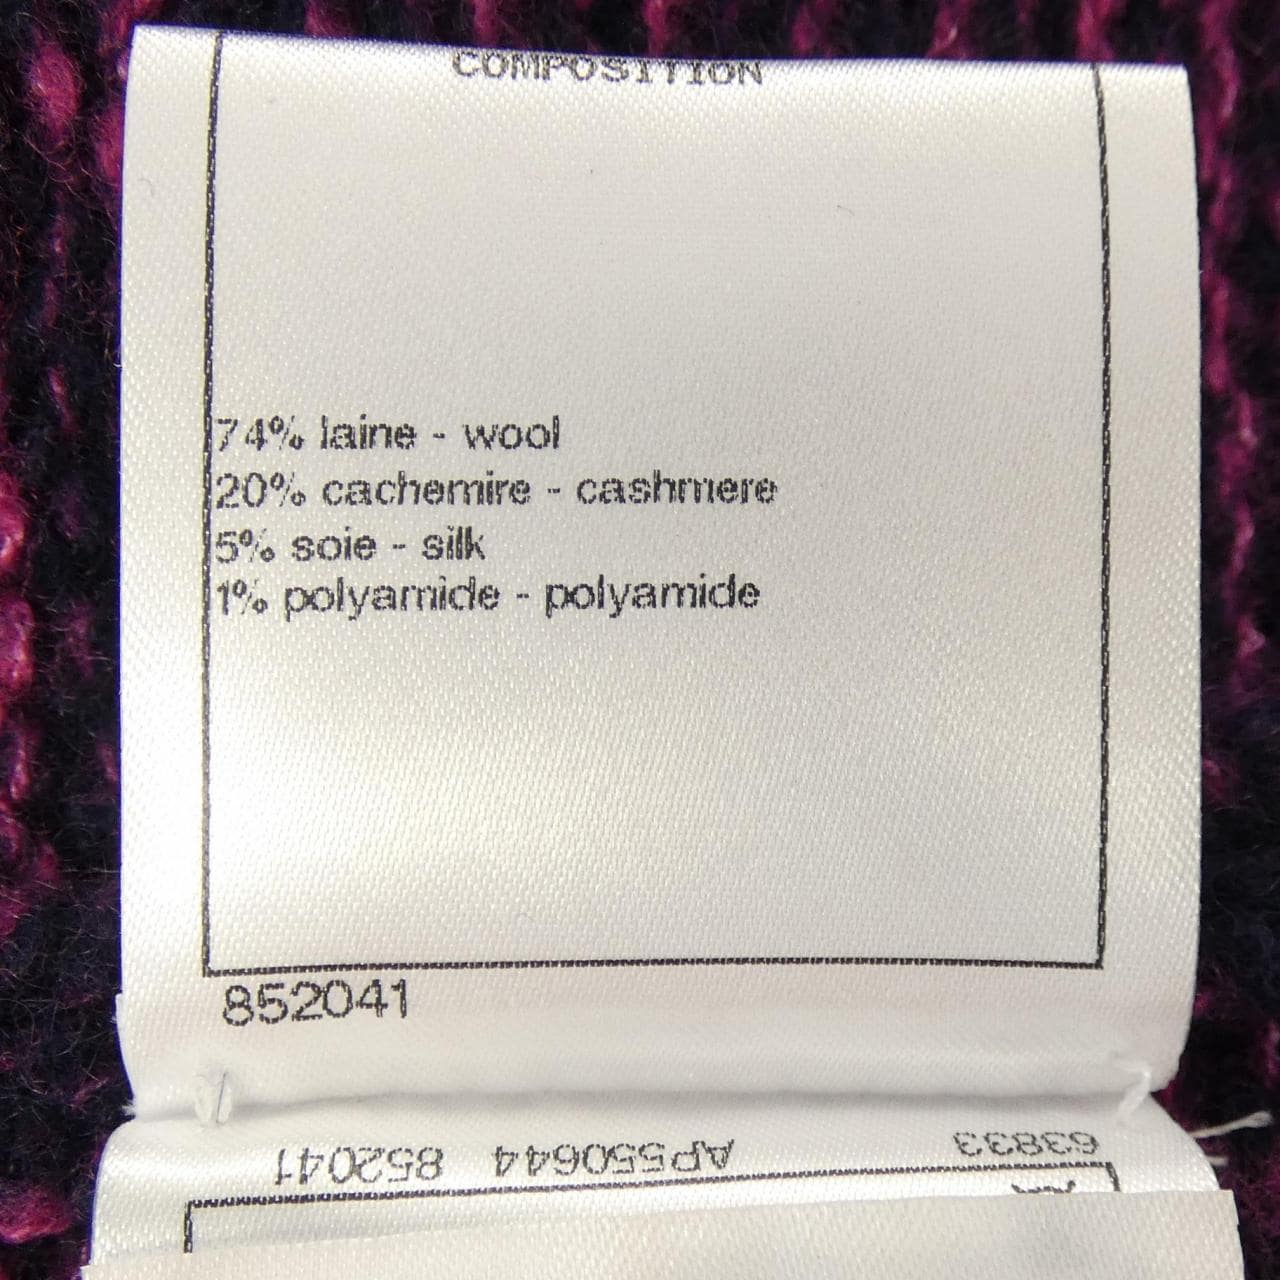 COMPOSITION
74% laine - wool
20% cachemire - cashmere
5% soie - silk
1% polyamide - polyamide
852041
63833 AP550644 852041